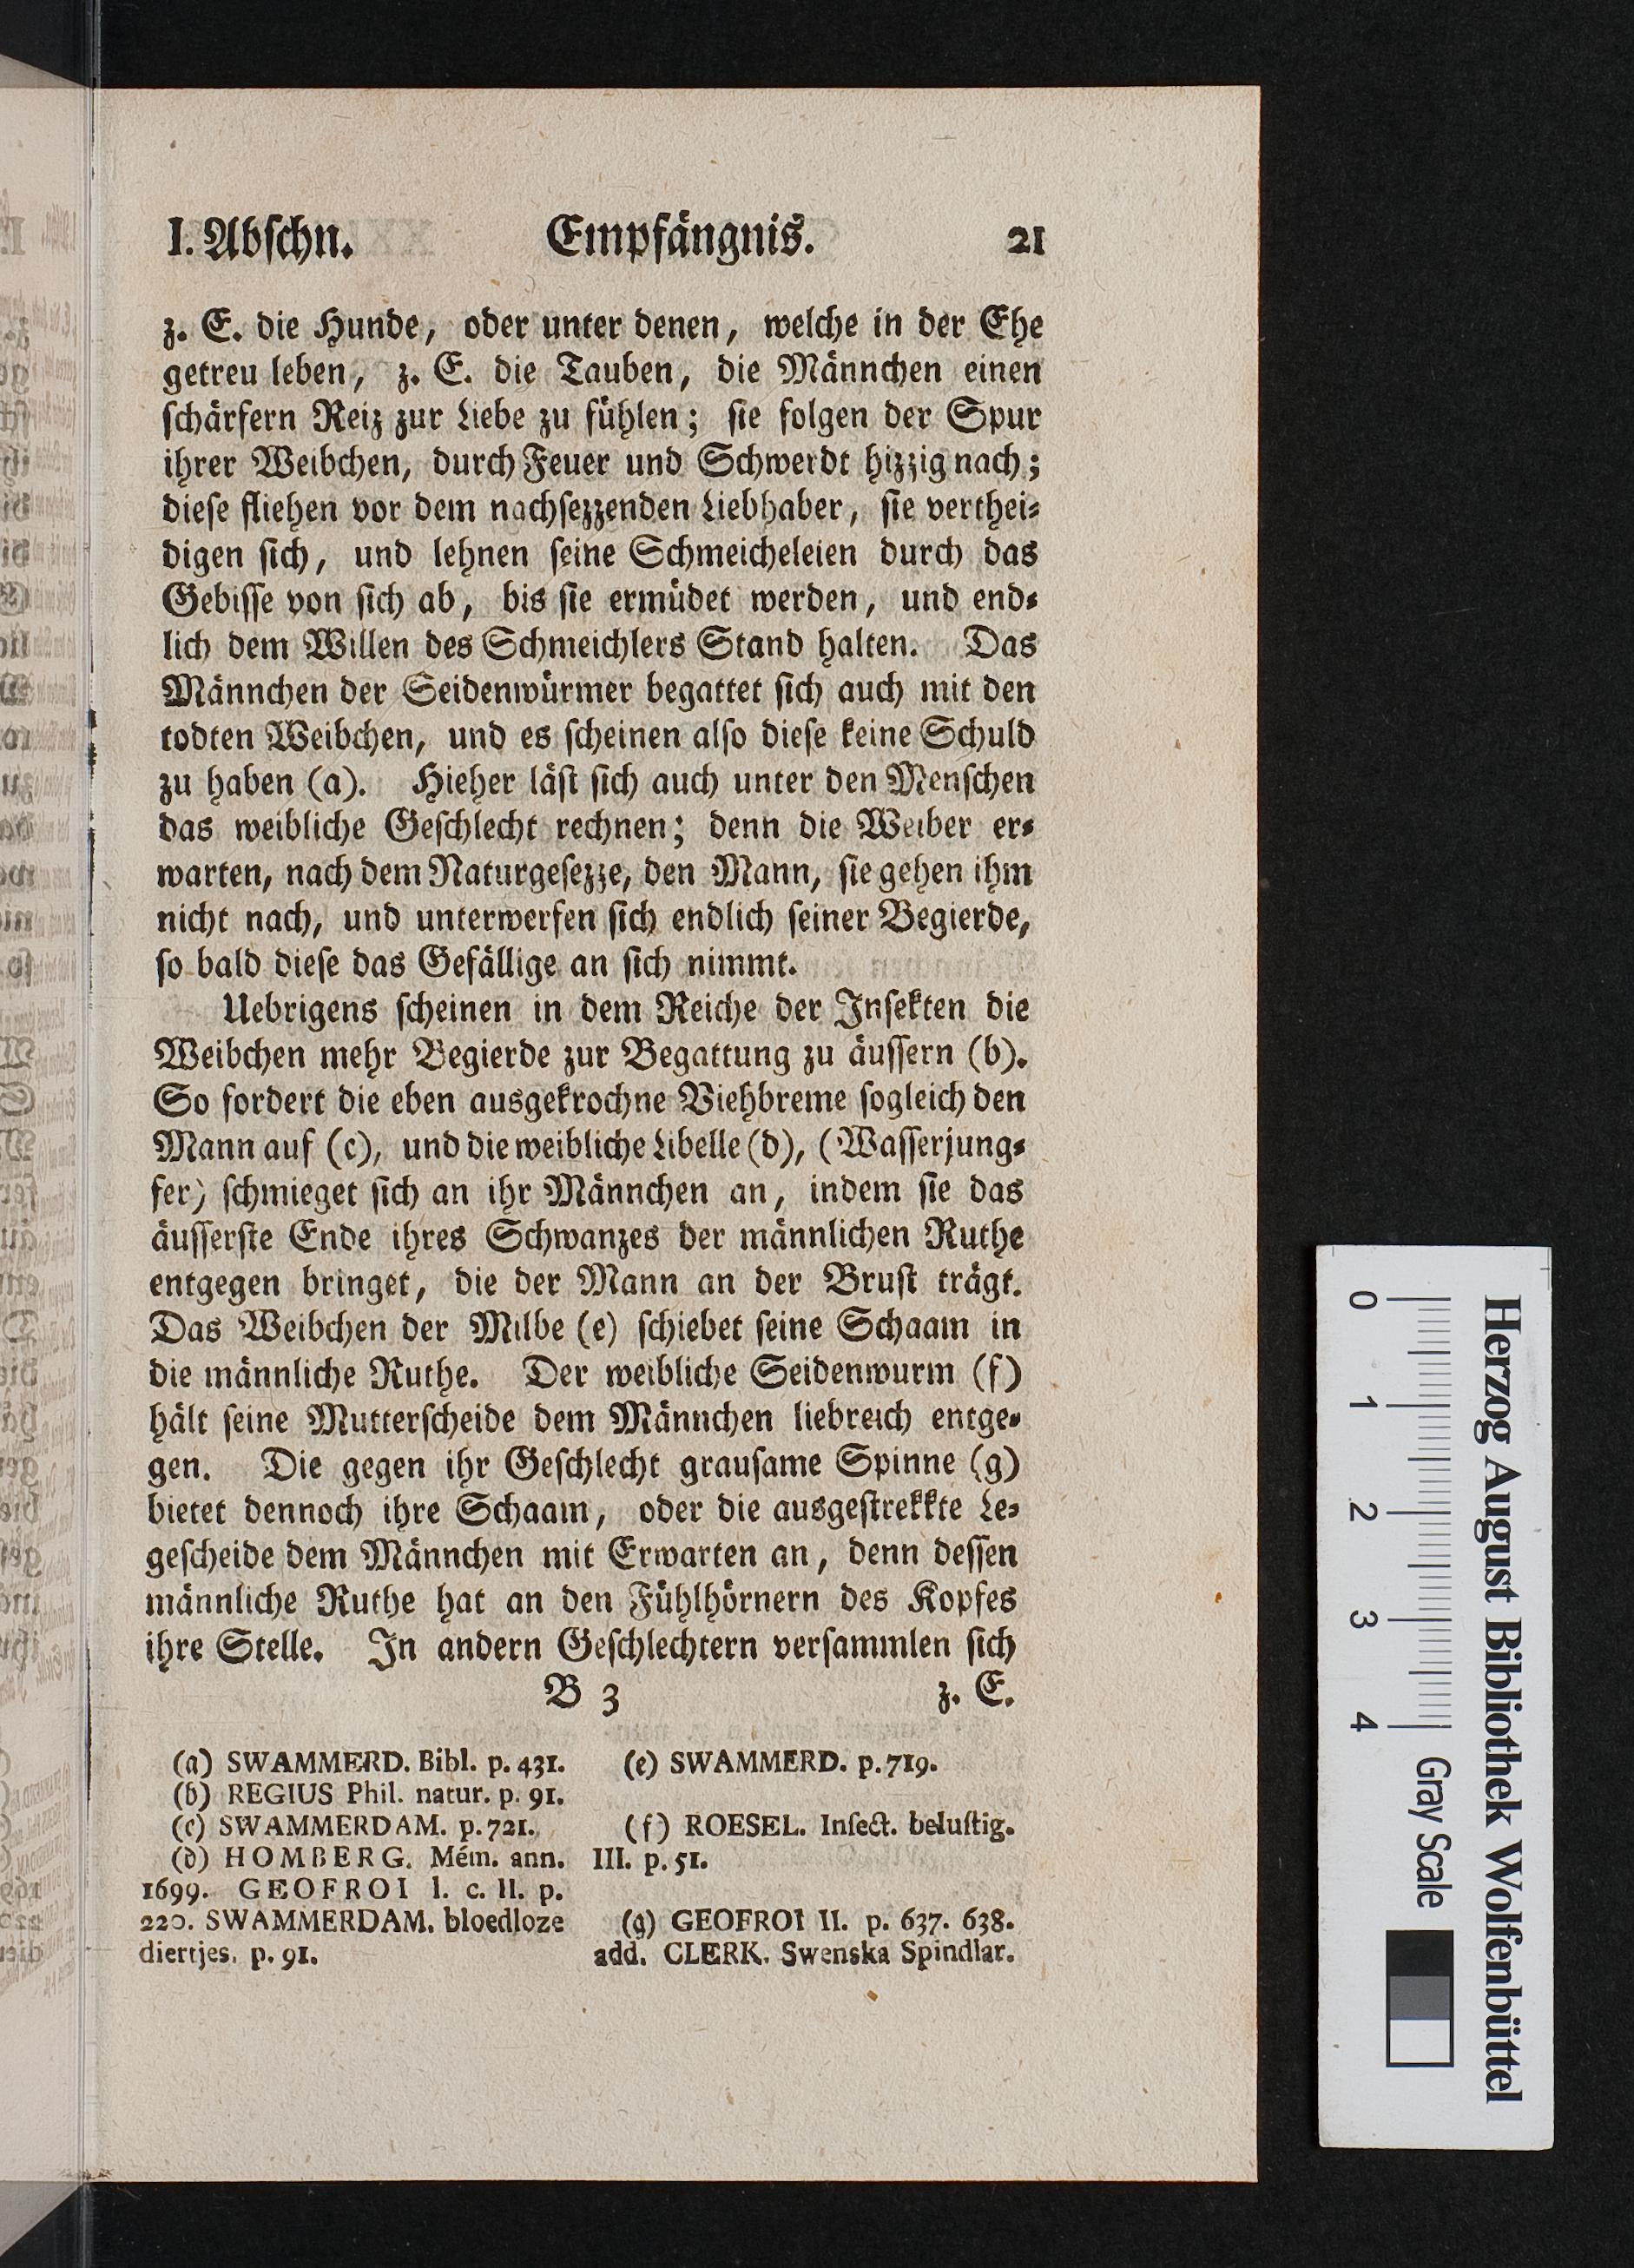 I. Abſchn. Empfängnis. 21
z. E. die Hunde, oder unter denen, welche in der Ehe
getreu leben, z. E. die Tauben, die Männchen einen
ſchärfern Reiz zur Liebe zu fühlen; ſie folgen der Spur
ihrer Weibchen, durch Feuer und Schwerdt hizzig nach;
dieſe fliehen vor dem nachſezzenden Liebhaber, ſie verthei⸗
digen ſich, und lehnen ſeine Schmeicheleien durch das
Gebiſſe von ſich ab, bis ſie ermüdet werden, und end⸗
lich dem Willen des Schmeichlers Stand halten. Das
Männchen der Seidenwürmer begattet ſich auch mit den
todten Weibchen, und es ſcheinen alſo dieſe keine Schuld
zu haben (a). Hieher läſt ſich auch unter den Menſchen
das weibliche Geſchlecht rechnen; denn die Weiber er⸗
warten, nach dem Naturgeſezze, den Mann, ſie gehen ihm
nicht nach, und unterwerfen ſich endlich ſeiner Begierde,
ſo bald dieſe das Gefällige an ſich nimmt.
Uebrigens ſcheinen in dem Reiche der Inſekten die
Weibchen mehr Begierde zur Begattung zu äuſſern (b).
So fordert die eben ausgekrochne Viehbreme ſogleich den
Mann auf (c), und die weibliche Libelle (d), (Waſſerjung⸗
fer) ſchmieget ſich an ihr Männchen an, indem ſie das
äuſſerſte Ende ihres Schwanzes der männlichen Ruthe
entgegen bringet, die der Mann an der Bruſt trägt.
Das Weibchen der Milbe (e) ſchiebet ſeine Schaam in
die männliche Ruthe. Der weibliche Seidenwurm (f)
hält ſeine Mutterſcheide dem Männchen liebreich entge⸗
gen. Die gegen ihr Geſchlecht grauſame Spinne (g)
bietet dennoch ihre Schaam, oder die ausgeſtrekkte Le⸗
geſcheide dem Männchen mit Erwarten an, denn deſſen
männliche Ruthe hat an den Fühlhörnern des Kopfes
ihre Stelle. In andern Geſchlechtern verſammlen ſich
B 3 z. E.
(a) SWAMMERD. Bibl. p. 431.
(b) REGIUS Phil. natur. p. 91.
(c) SWAMMERDAM. p. 721.
(d) HOMBERG. Mém. ann.
1699. GEOFROI l. c. II. p.
220. SWAMMERDAM. bloedloze
diertjes. p. 91.
(e) SWAMMERD. p. 719.
(f) ROESEL. Inſect. beluſtig.
III. p. 51.
(g) GEOFROI II. p. 637. 638.
add. CLERK. Swenska Spindlar.
Herzog August Bibliothek Wolfenbüttel
0 1 2 3 4 Gray Scale